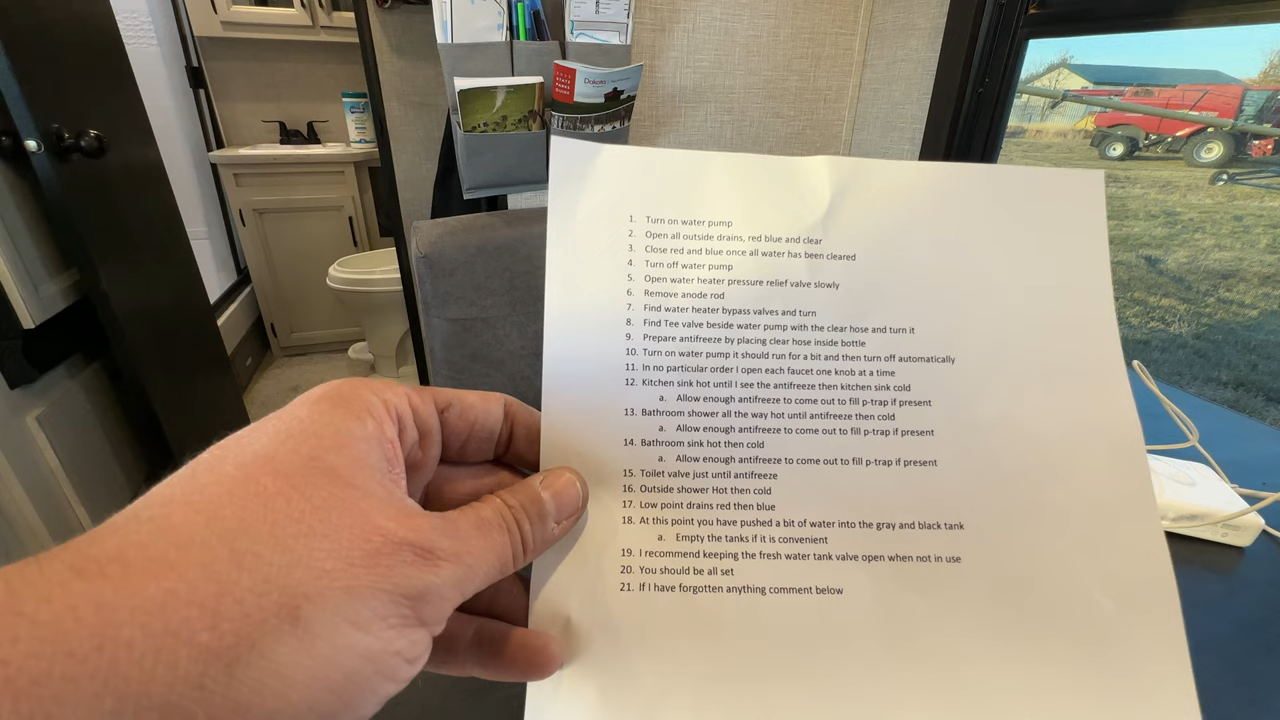 2023
STATE
PARKS
GUIDE
Dakota
1. Turn on water pump
2. Open all outside drains, red blue and clear
3. Close red and blue once all water has been cleared
4. Turn off water pump
5. Open water heater pressure relief valve slowly
6. Remove anode rod
7. Find water heater bypass valves and turn
8. Find Tee valve beside water pump with the clear hose and turn it
9. Prepare antifreeze by placing clear hose inside bottle
10. Turn on water pump it should run for a bit and then turn off automatically
11. In no particular order I open each faucet one knob at a time
12. Kitchen sink hot until I see the antifreeze then kitchen sink cold
a. Allow enough antifreeze to come out to fill p-trap if present
13. Bathroom shower all the way hot until antifreeze then cold
a. Allow enough antifreeze to come out to fill p-trap if present
14. Bathroom sink hot then cold
a. Allow enough antifreeze to come out to fill p-trap if present
15. Toilet valve just until antifreeze
16. Outside shower Hot then cold
17. Low point drains red then blue
18. At this point you have pushed a bit of water into the gray and black tank
a. Empty the tanks if it is convenient
19. I recommend keeping the fresh water tank valve open when not in use
20. You should be all set
21. If I have forgotten anything comment below